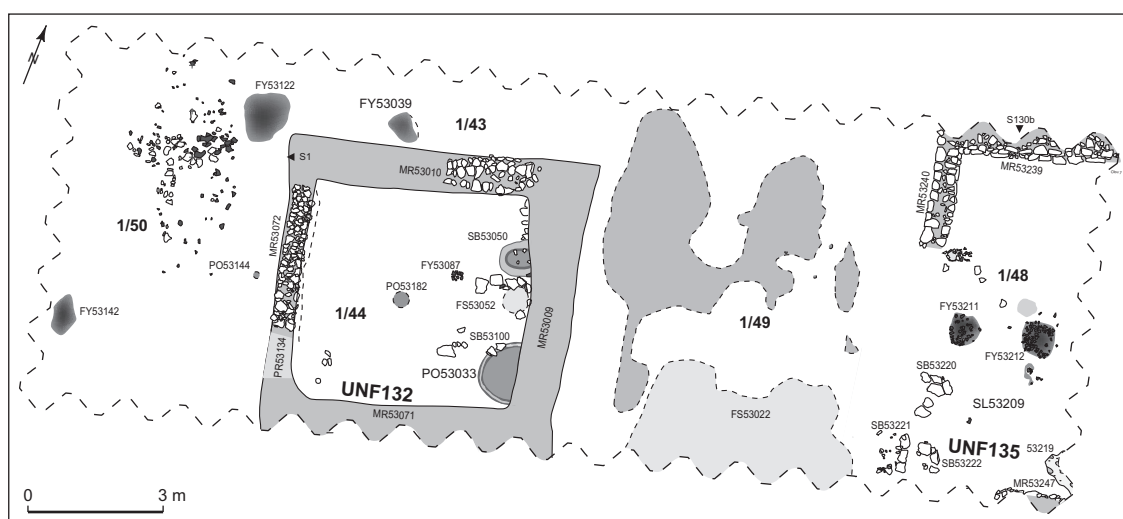 N
FY53122
FY53039
1/43
S130b
S1
MR53010
MR53239
MR53240
MR53072
1/50
SB53050
PO53144
FY53087
1/48
PO53182
FY53142
1/44
FS53052
FY53211
1/49
MR53009
SB53100
FY53212
PR53134
PO53033
SB53220
UNF132
SL53209
MR53071
FS53022
SB53221
UNF135
53219
SB53222
MR53247
0
3 m